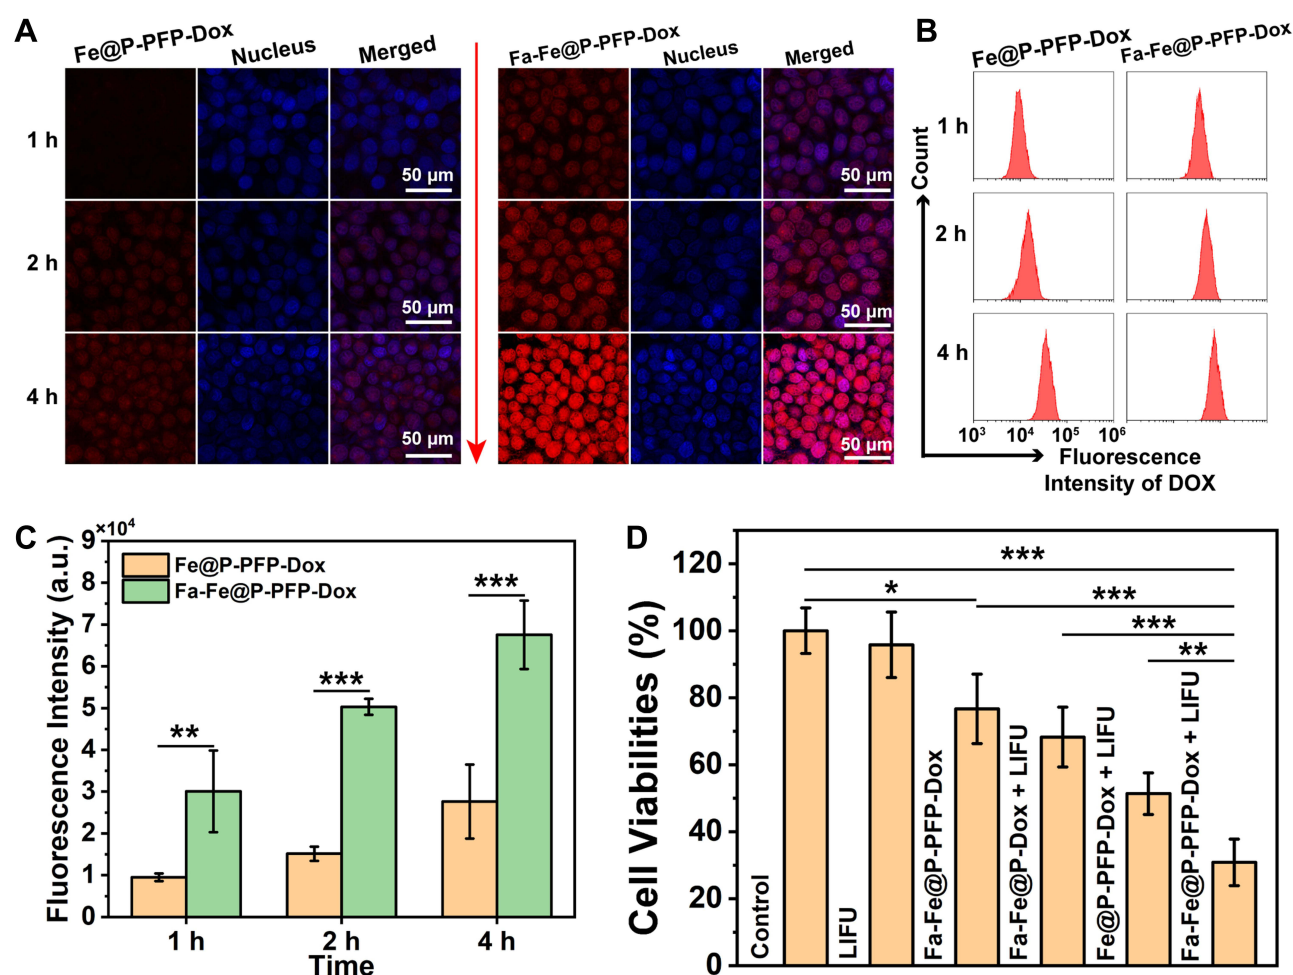 A
Fe@P-PFP-Dox
Nucleus
Merged
Fa-Fe@P-PFP-Dox
Nucleus
Merged
1 h
50 μm
50 μm
2 h
50 μm
50 μm
4 h
50 μm
50 μm
B
Fe@P-PFP-Dox
Fa-Fe@P-PFP-DOX
Count
1 h
2 h
4 h
10³
10⁴
10⁵
10⁶
Fluorescence
Intensity of DOX
C
×10⁴
Fluorescence Intensity (a.u.)
9
8
7
6
5
4
3
2
1
0
Fe@P-PFP-Dox
Fa-Fe@P-PFP-Dox
**
***
***
1 h
2 h
4 h
Time
D
Cell Viabilities (%)
120
100
80
60
40
20
0
***
*
***
***
**
Control
LIFU
Fa-Fe@P-PFP-Dox
Fa-Fe@P-Dox + LIFU
Fe@P-PFP-Dox + LIFU
Fa-Fe@P-PFP-Dox + LIFU